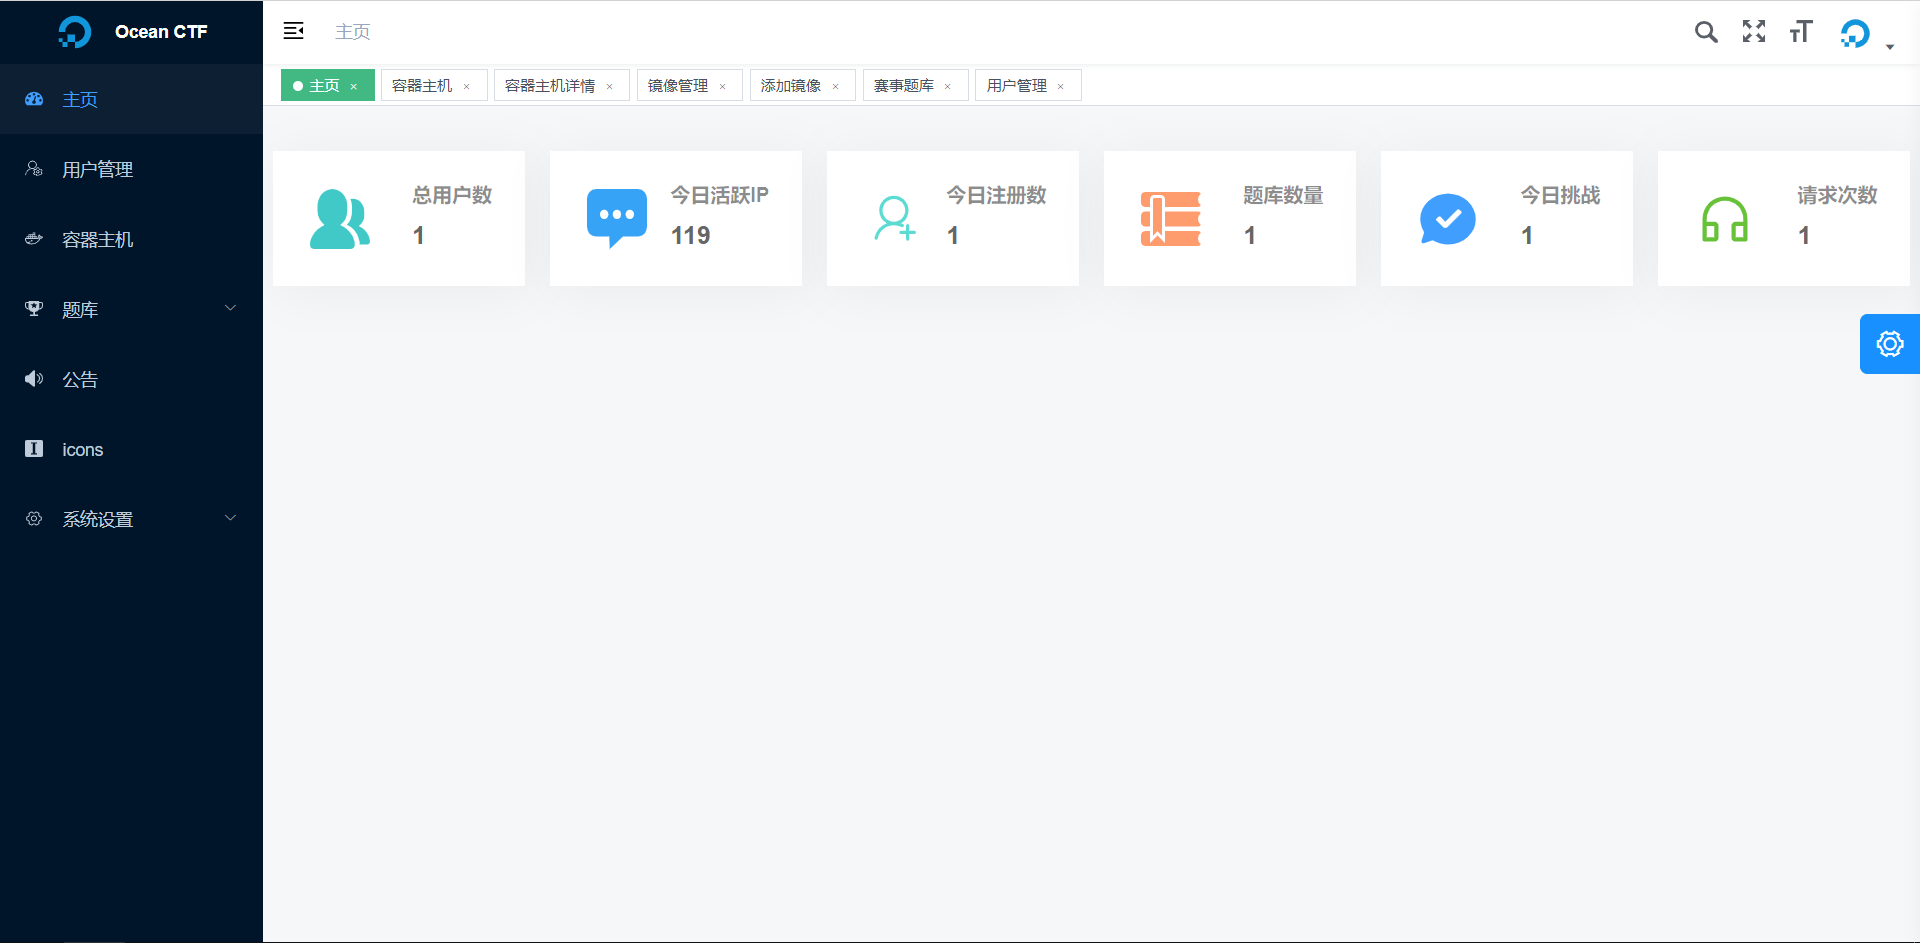 Ocean CTF
主页
用户管理
容器主机
题库
公告
icons
系统设置
主页
主页
容器主机
容器主机详情
镜像管理
添加镜像
赛事题库
用户管理
总用户数
1
今日活跃IP
119
今日注册数
1
题库数量
1
今日挑战
1
请求次数
1